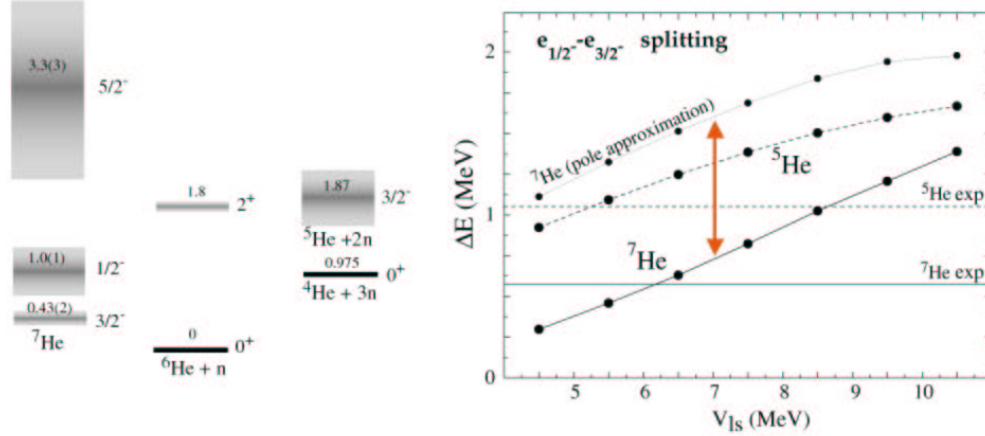 3.3(3)
5/2⁻
1.8
2⁺
1.87
3/2⁻
⁵He +2n
1.0(1)
1/2⁻
0.975
0⁺
⁴He + 3n
0.43(2)
3/2⁻
⁷He
0
0⁺
⁶He + n
e1/2⁻-e3/2⁻ splitting
⁷He (pole approximation)
⁵He
⁵He exp
⁷He
⁷He exp
ΔE (MeV)
2
1
0
5 6 7 8 9 10
Vls (MeV)